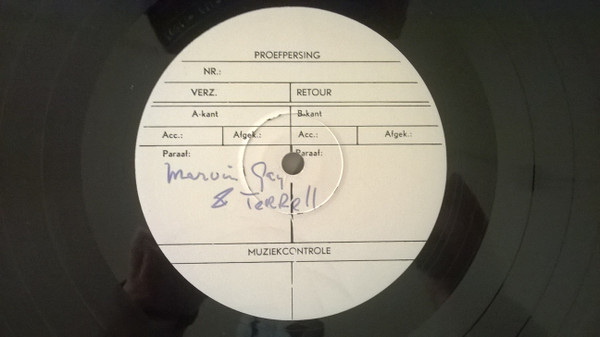 PROEFPERSING
NR.:
VERZ. RETOUR
A-kant B-kant
Acc.: Afgek.: Acc.: Afgek.:
Paraaf: Paraaf:
Marvin Gay
& TeRRell
MUZIEKCONTROLE